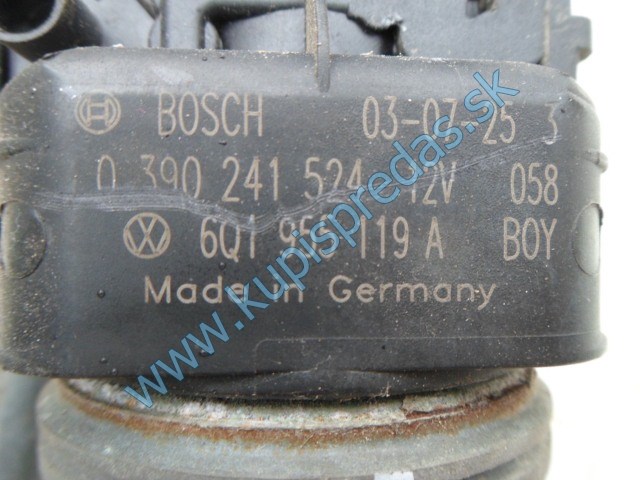 BOSCH 03-07-25 3
0 390 241 524 12V 058
6Q1 955 119 A BOY
Made in Germany
www.kupispredas.sk